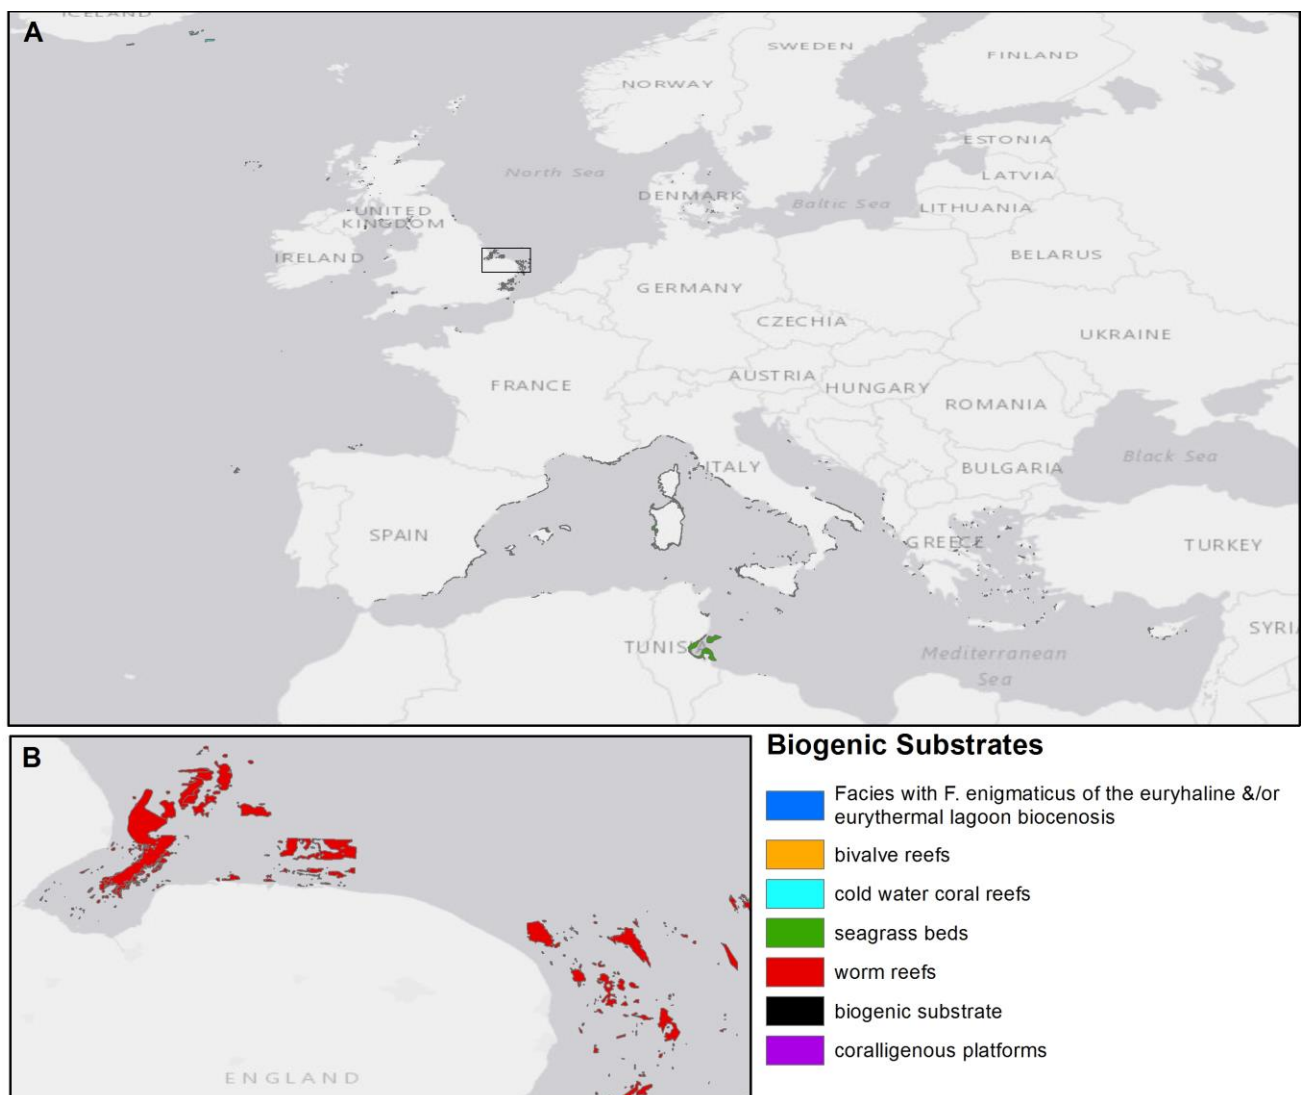 ICELAND
A
SWEDEN
FINLAND
NORWAY
ESTONIA
North Sea
LATVIA
DENMARK
Baltic Sea
LITHUANIA
UNITED
KINGDOM
IRELAND
BELARUS
GERMANY
CZECHIA
UKRAINE
AUSTRIA
FRANCE
HUNGARY
ROMANIA
ITALY
BULGARIA
Black Sea
SPAIN
GREECE
TURKEY
SYRIA
TUNIS
Mediterranean
Sea
B
ENGLAND
Biogenic Substrates
Facies with F. enigmaticus of the euryhaline &/or
eurythermal lagoon biocenosis
bivalve reefs
cold water coral reefs
seagrass beds
worm reefs
biogenic substrate
coralligenous platforms